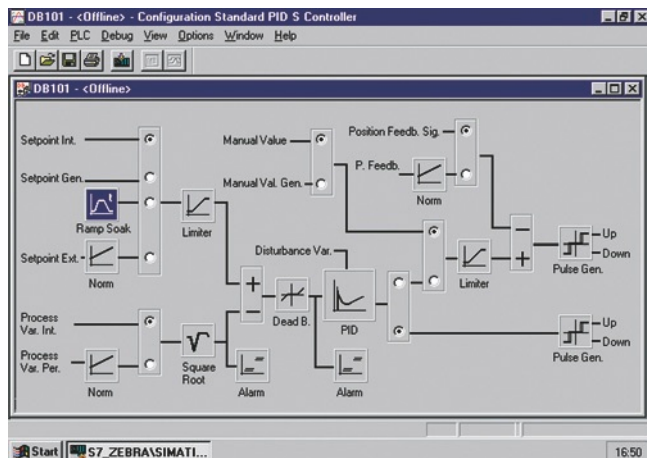 DB101 - <Offline> - Configuration Standard PID S Controller
File Edit PLC Debug View Options Window Help
DB101 - <Offline>
Setpoint Int.
Manual Value
Position Feedb. Sig.
P. Feedb.
Setpoint Gen.
Manual Val. Gen.
Norm
Ramp Soak
Limiter
Up
Down
Pulse Gen.
Setpoint Ext.
Norm
Disturbance Var.
Limiter
+
-
-
+
Dead B.
PID
Process
Var. Int.
Up
Down
Pulse Gen.
Process
Var. Per.
Norm
Square
Root
Alarm
Alarm
Start
S7_ZEBRA\SIMATI...
16:50